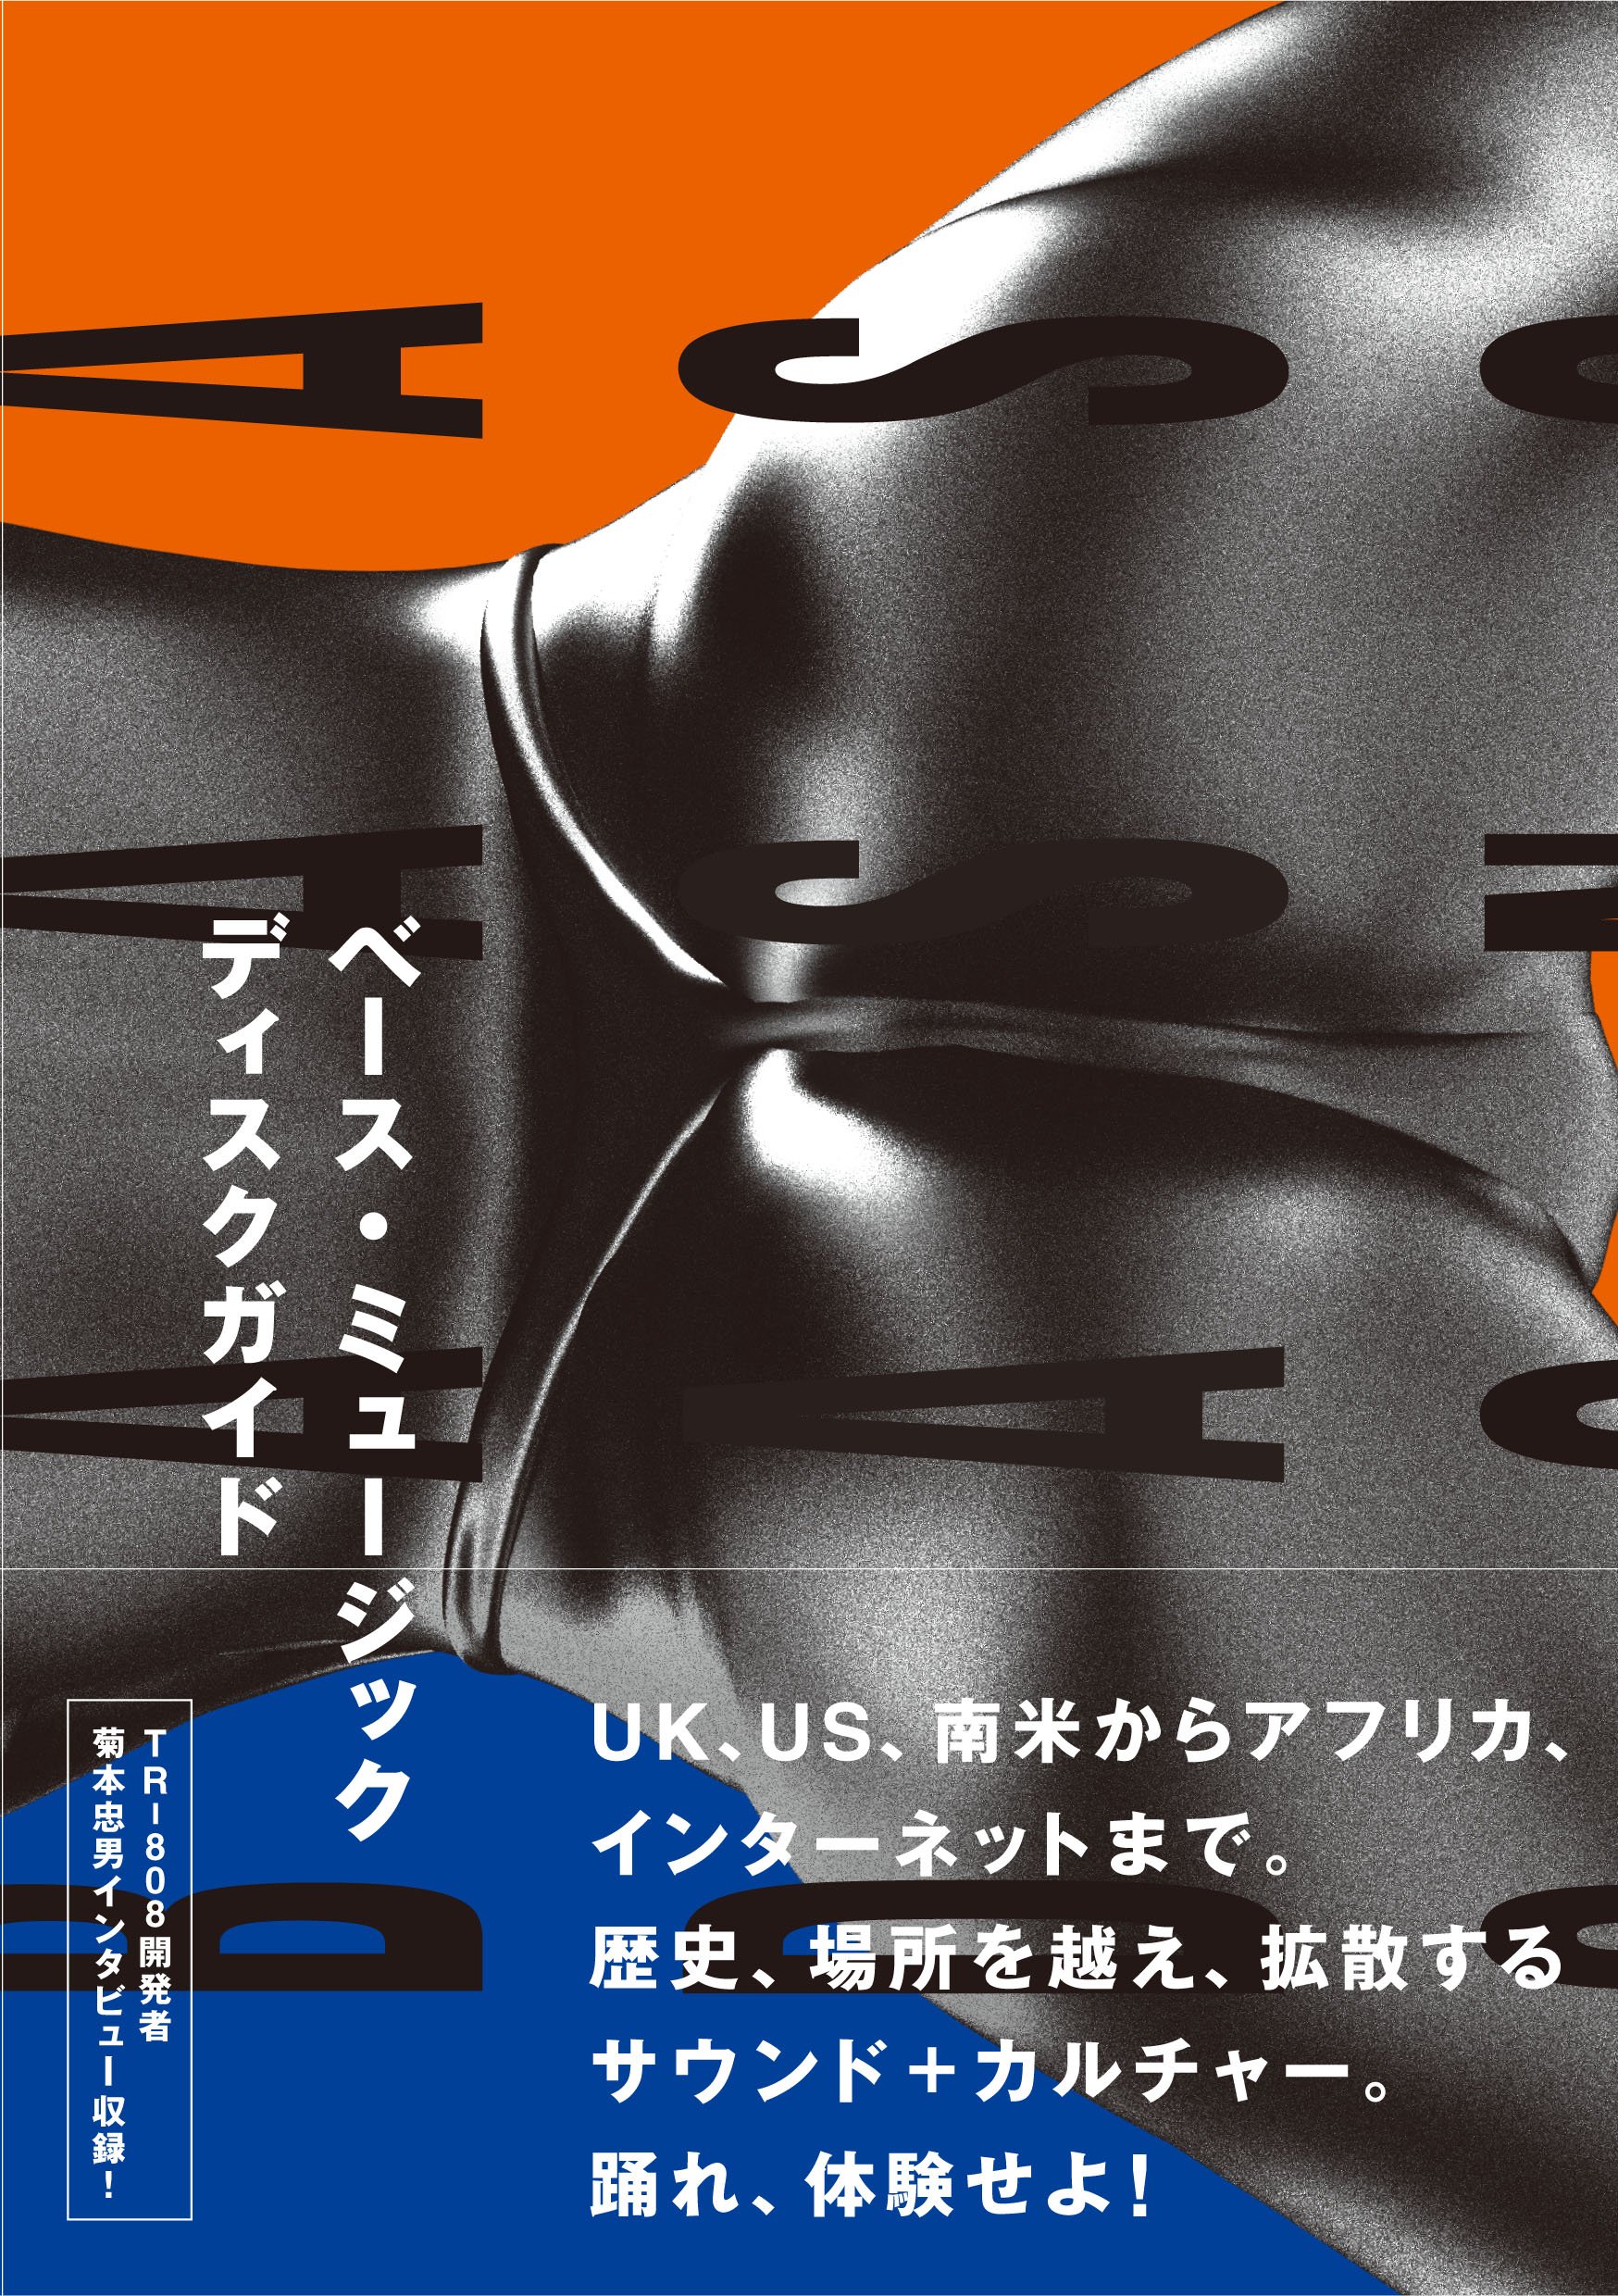 ベース・ミュージック
ディスクガイド
TR–808開発者
菊本忠男インタビュー収録！
UK、US、南米からアフリカ、
インターネットまで。
歴史、場所を越え、拡散する
サウンド＋カルチャー。
踊れ、体験せよ！